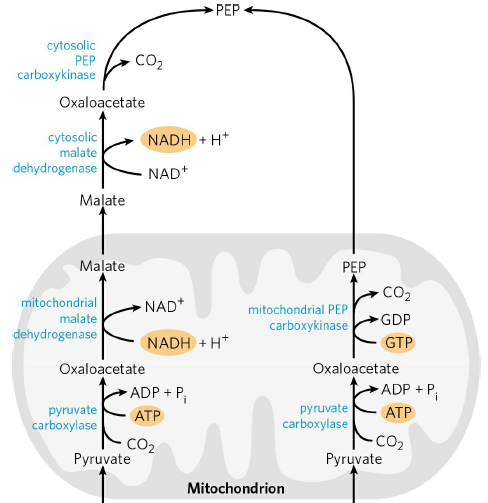 PEP
cytosolic
PEP
carboxykinase
CO2
Oxaloacetate
cytosolic
malate
dehydrogenase
NADH + H+
NAD+
Malate
Malate
mitochondrial
malate
dehydrogenase
NAD+
NADH + H+
Oxaloacetate
pyruvate
carboxylase
ADP + Pi
ATP
CO2
Pyruvate
PEP
mitochondrial PEP
carboxykinase
CO2
GDP
GTP
Oxaloacetate
pyruvate
carboxylase
ADP + Pi
ATP
CO2
Pyruvate
Mitochondrion